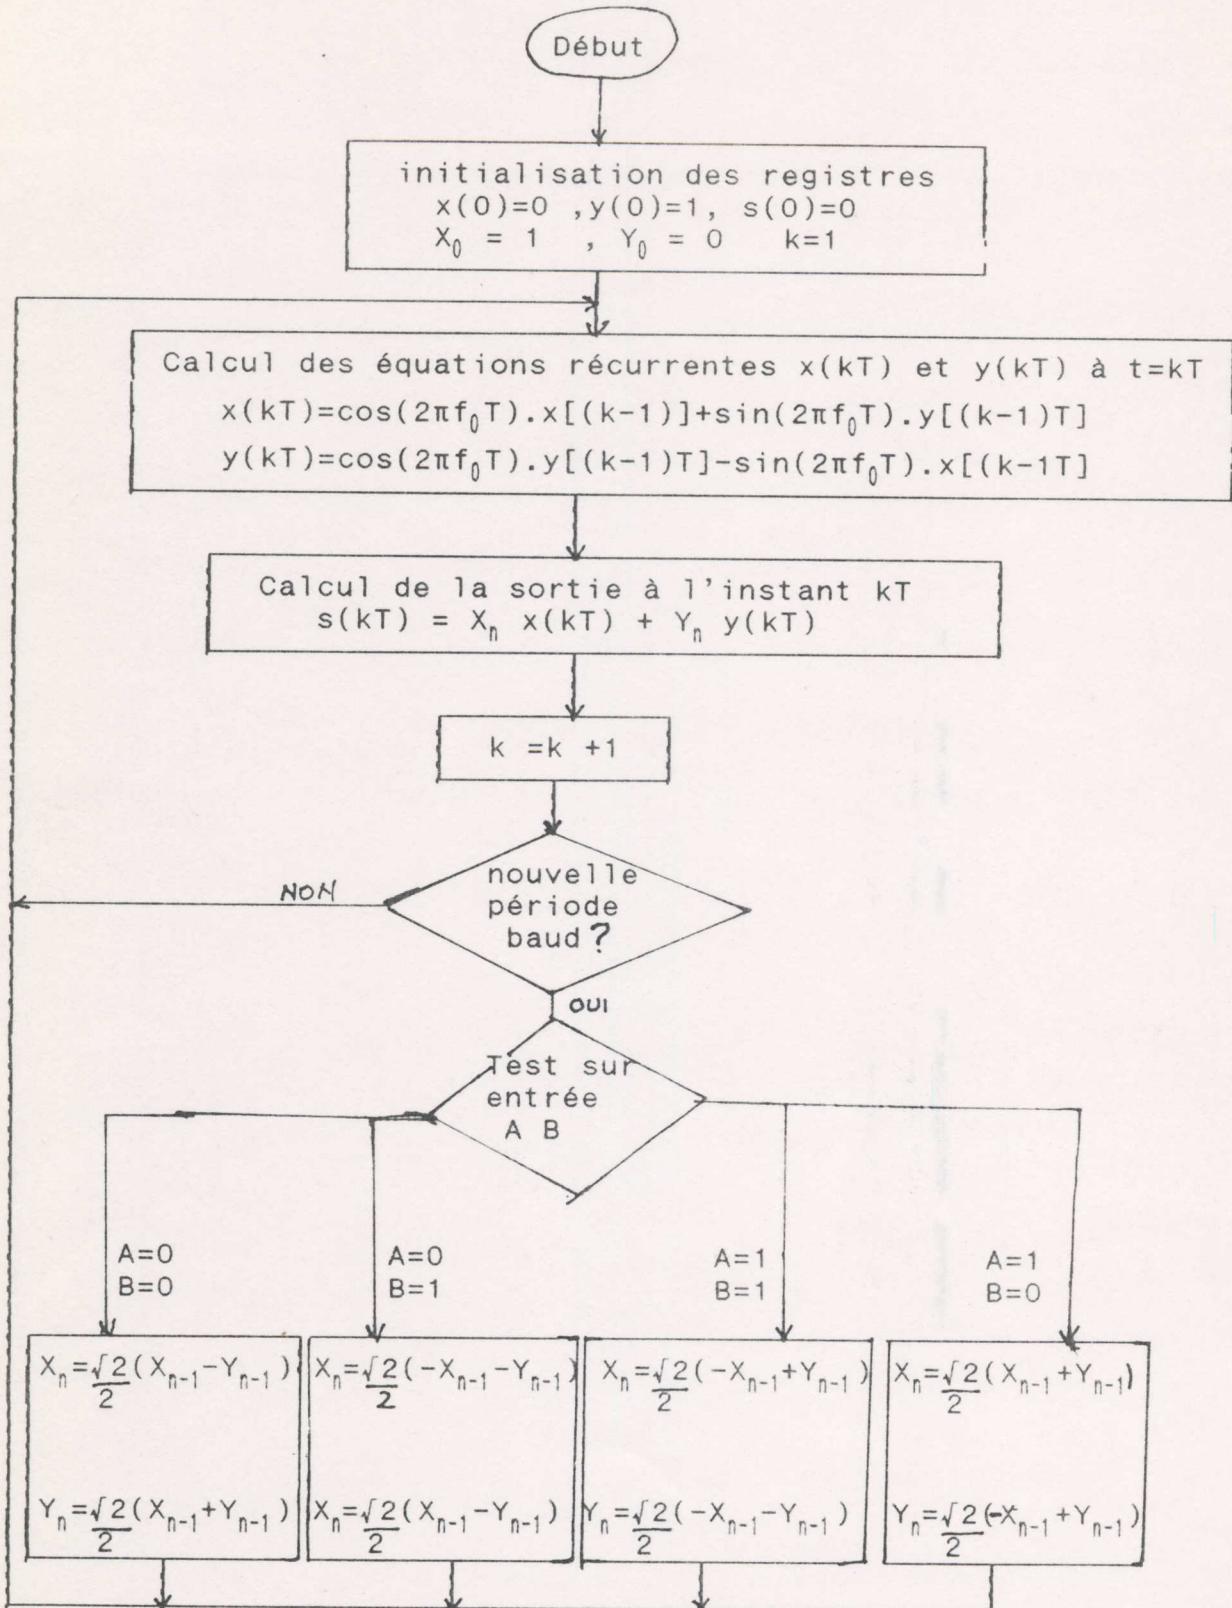 Début
initialisation des registres
x(0)=0 ,y(0)=1, s(0)=0
X₀ = 1 , Y₀ = 0 k=1
Calcul des équations récurrentes x(kT) et y(kT) à t=kT
x(kT)=cos(2πf₀T).x[(k-1)]+sin(2πf₀T).y[(k-1)T]
y(kT)=cos(2πf₀T).y[(k-1)T]-sin(2πf₀T).x[(k-1T]
Calcul de la sortie à l'instant kT
s(kT) = Xₙ x(kT) + Yₙ y(kT)
k =k +1
nouvelle
période
baud?
NON
OUI
Test sur
entrée
A B
A=0
B=0
A=0
B=1
A=1
B=1
A=1
B=0
Xₙ=√2/2(Xₙ₋₁-Yₙ₋₁)
Yₙ=√2/2(Xₙ₋₁+Yₙ₋₁)
Xₙ=√2/2(-Xₙ₋₁-Yₙ₋₁)
Xₙ=√2/2(Xₙ₋₁-Yₙ₋₁)
Xₙ=√2/2(-Xₙ₋₁+Yₙ₋₁)
Yₙ=√2/2(-Xₙ₋₁-Yₙ₋₁)
Xₙ=√2/2(Xₙ₋₁+Yₙ₋₁)
Yₙ=√2/2(-Xₙ₋₁+Yₙ₋₁)